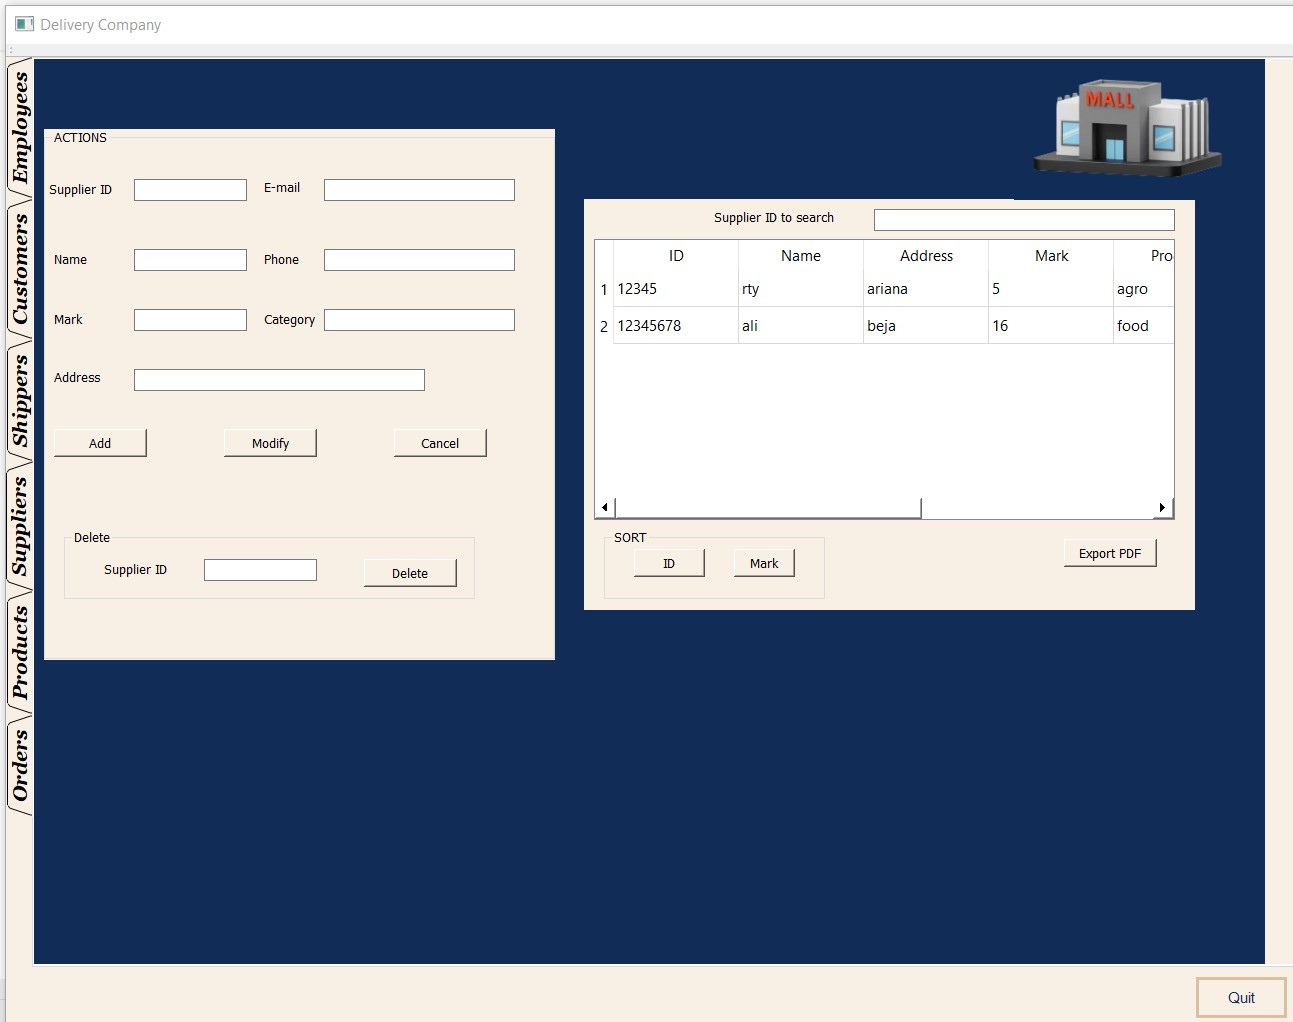 Delivery Company
Employees
Customers
Shippers
Suppliers
Products
Orders
MALL
ACTIONS
Supplier ID
E-mail
Name
Phone
Mark
Category
Address
Add
Modify
Cancel
Delete
Supplier ID
Delete
Supplier ID to search
ID Name Address Mark Pro
1 12345 rty ariana 5 agro
2 12345678 ali beja 16 food
SORT
ID
Mark
Export PDF
Quit